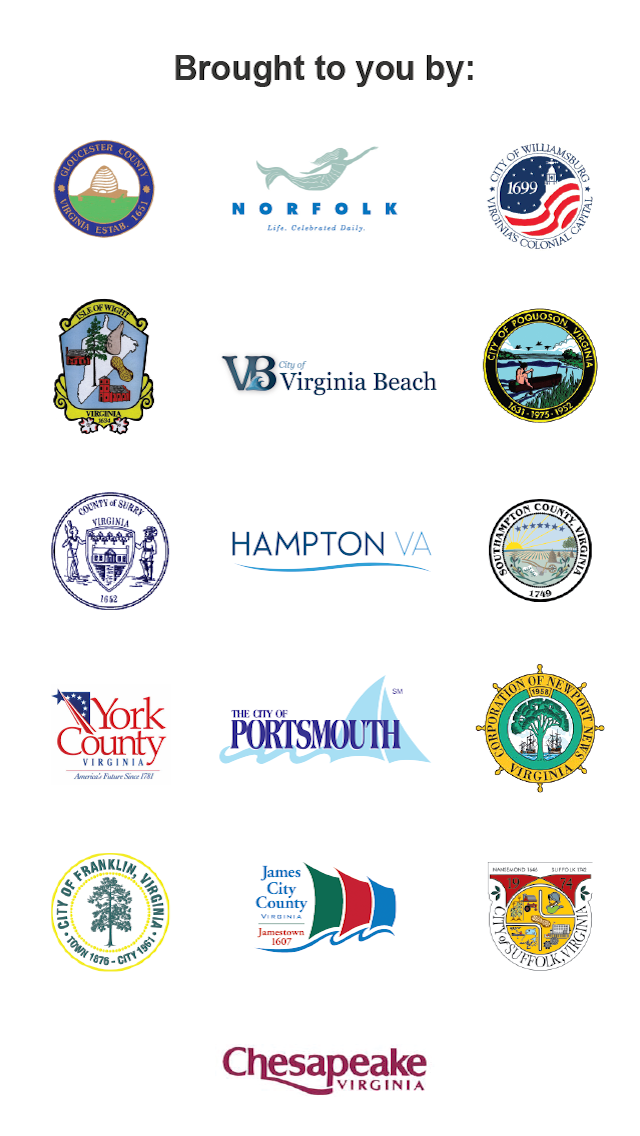 Brought to you by:
GLOUCESTER COUNTY
VIRGINIA ESTAB. 1651
NORFOLK
Life. Celebrated Daily.
CITY OF WILLIAMSBURG
1699
VIRGINIA'S COLONIAL CAPITAL
ISLE OF WIGHT
VIRGINIA
1634
VB City of
Virginia Beach
CITY OF POQUOSON, VIRGINIA
1631 · 1975 · 1952
COUNTY of SURRY
VIRGINIA
1652
HAMPTON VA
SOUTHAMPTON COUNTY, VIRGINIA
1749
York
County
VIRGINIA
America's Future Since 1781
THE CITY OF
PORTSMOUTH
SM
CORPORATION OF NEWPORT NEWS
1958
VIRGINIA
CITY OF FRANKLIN, VIRGINIA
TOWN 1876 - CITY 1961
James
City
County
VIRGINIA
Jamestown
1607
NANSEMOND 1646 SUFFOLK 1742
19 74
CITY of SUFFOLK, VIRGINIA
Chesapeake
VIRGINIA